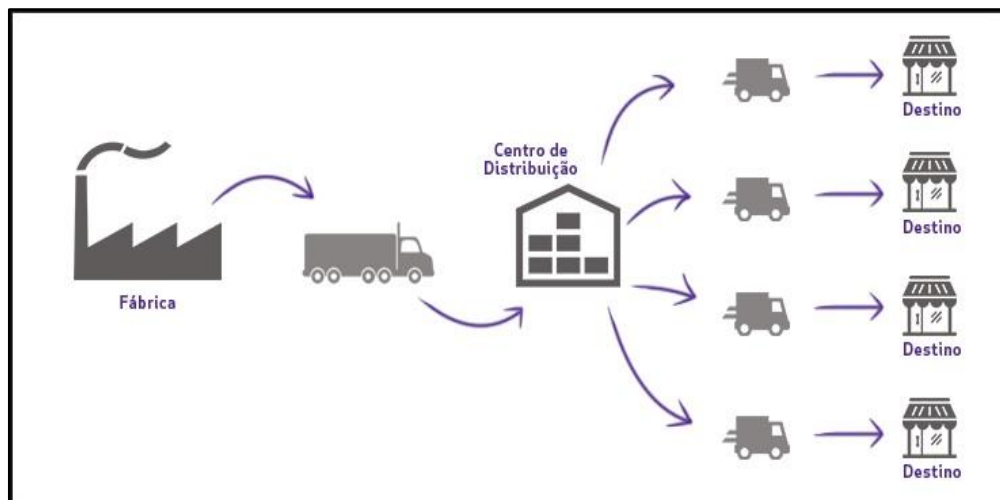 Fábrica
Centro de
Distribuição
Destino
Destino
Destino
Destino